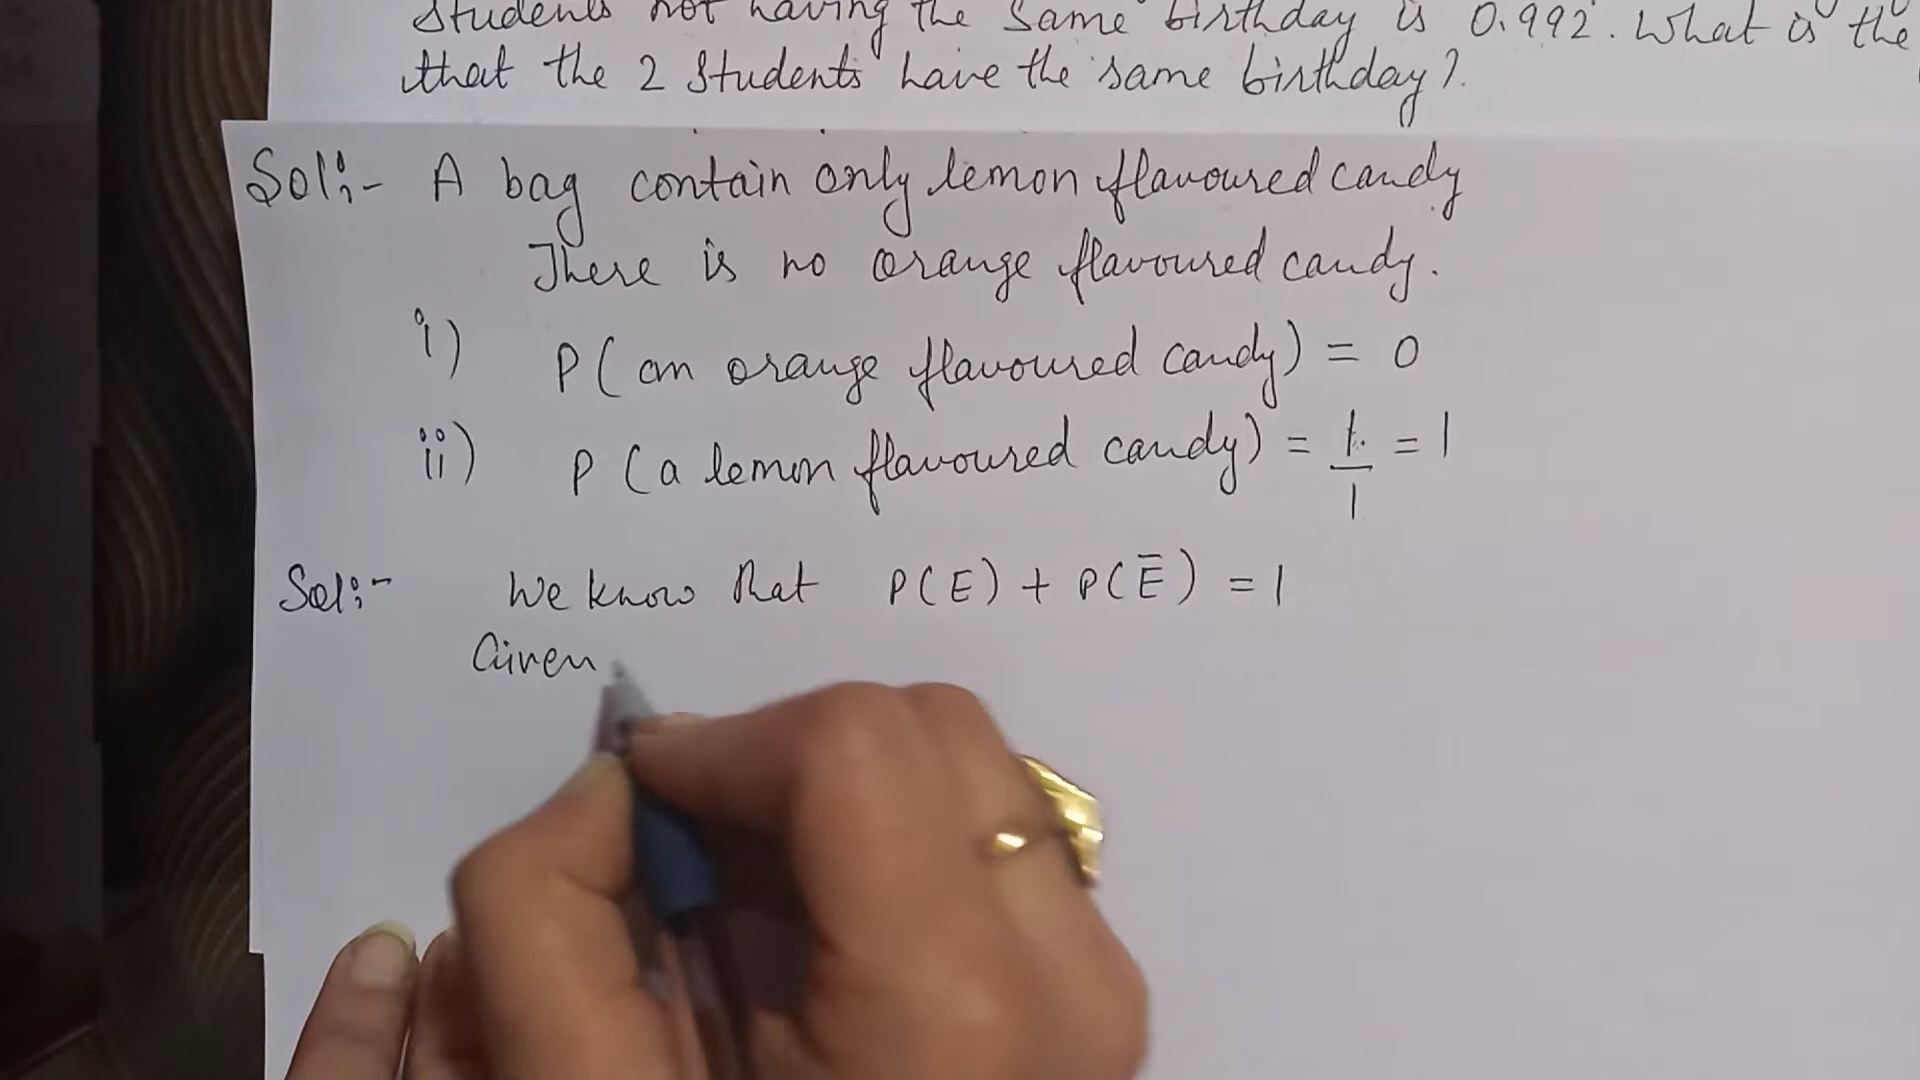 Students not having the same birthday is 0.992. What is the
that the 2 Students have the same birthday?.
Sol:- A bag contain only lemon flavoured candy
There is no orange flavoured candy.
i) P(an orange flavoured candy) = 0
ii) P(a lemon flavoured candy) = 1/1 = 1
Sol:- We know that P(E) + P(Ē) = 1
Given